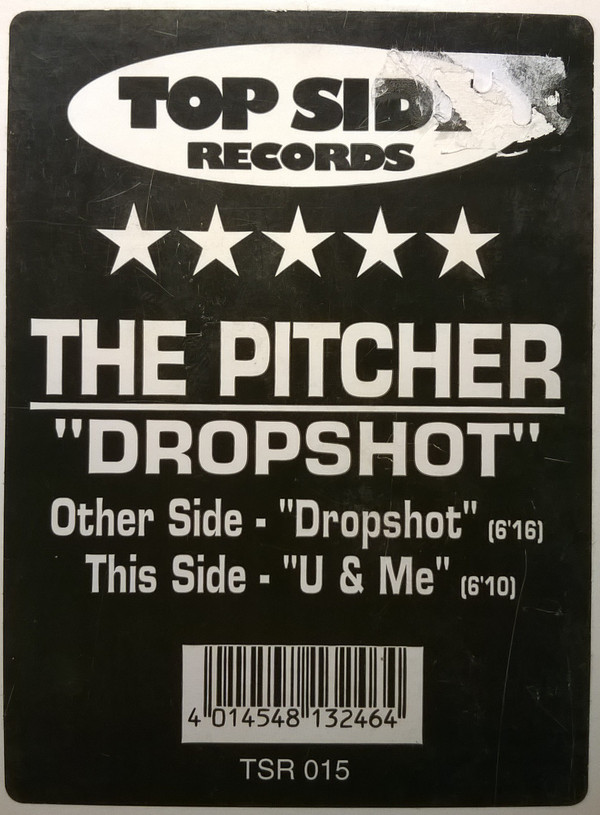 TOP SIDE
RECORDS
THE PITCHER
"DROPSHOT"
Other Side - "Dropshot" (6'16)
This Side - "U & Me" (6'10)
4 014548 132464
TSR 015